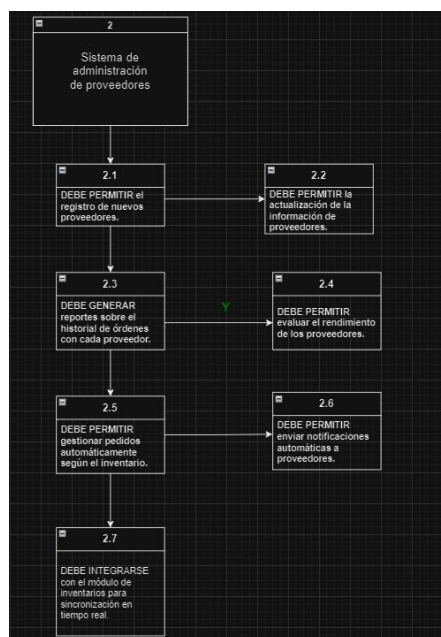 2
Sistema de
administración
de proveedores
2.1
DEBE PERMITIR el
registro de nuevos
proveedores.
2.2
DEBE PERMITIR la
actualización de la
información de
proveedores.
2.3
DEBE GENERAR
reportes sobre el
historial de órdenes
con cada proveedor.
Y
2.4
DEBE PERMITIR
evaluar el rendimiento
de los proveedores.
2.5
DEBE PERMITIR
gestionar pedidos
automáticamente
según el inventario.
2.6
DEBE PERMITIR
enviar notificaciones
automáticas a
proveedores.
2.7
DEBE INTEGRARSE
con el módulo de
inventarios para
sincronización en
tiempo real.